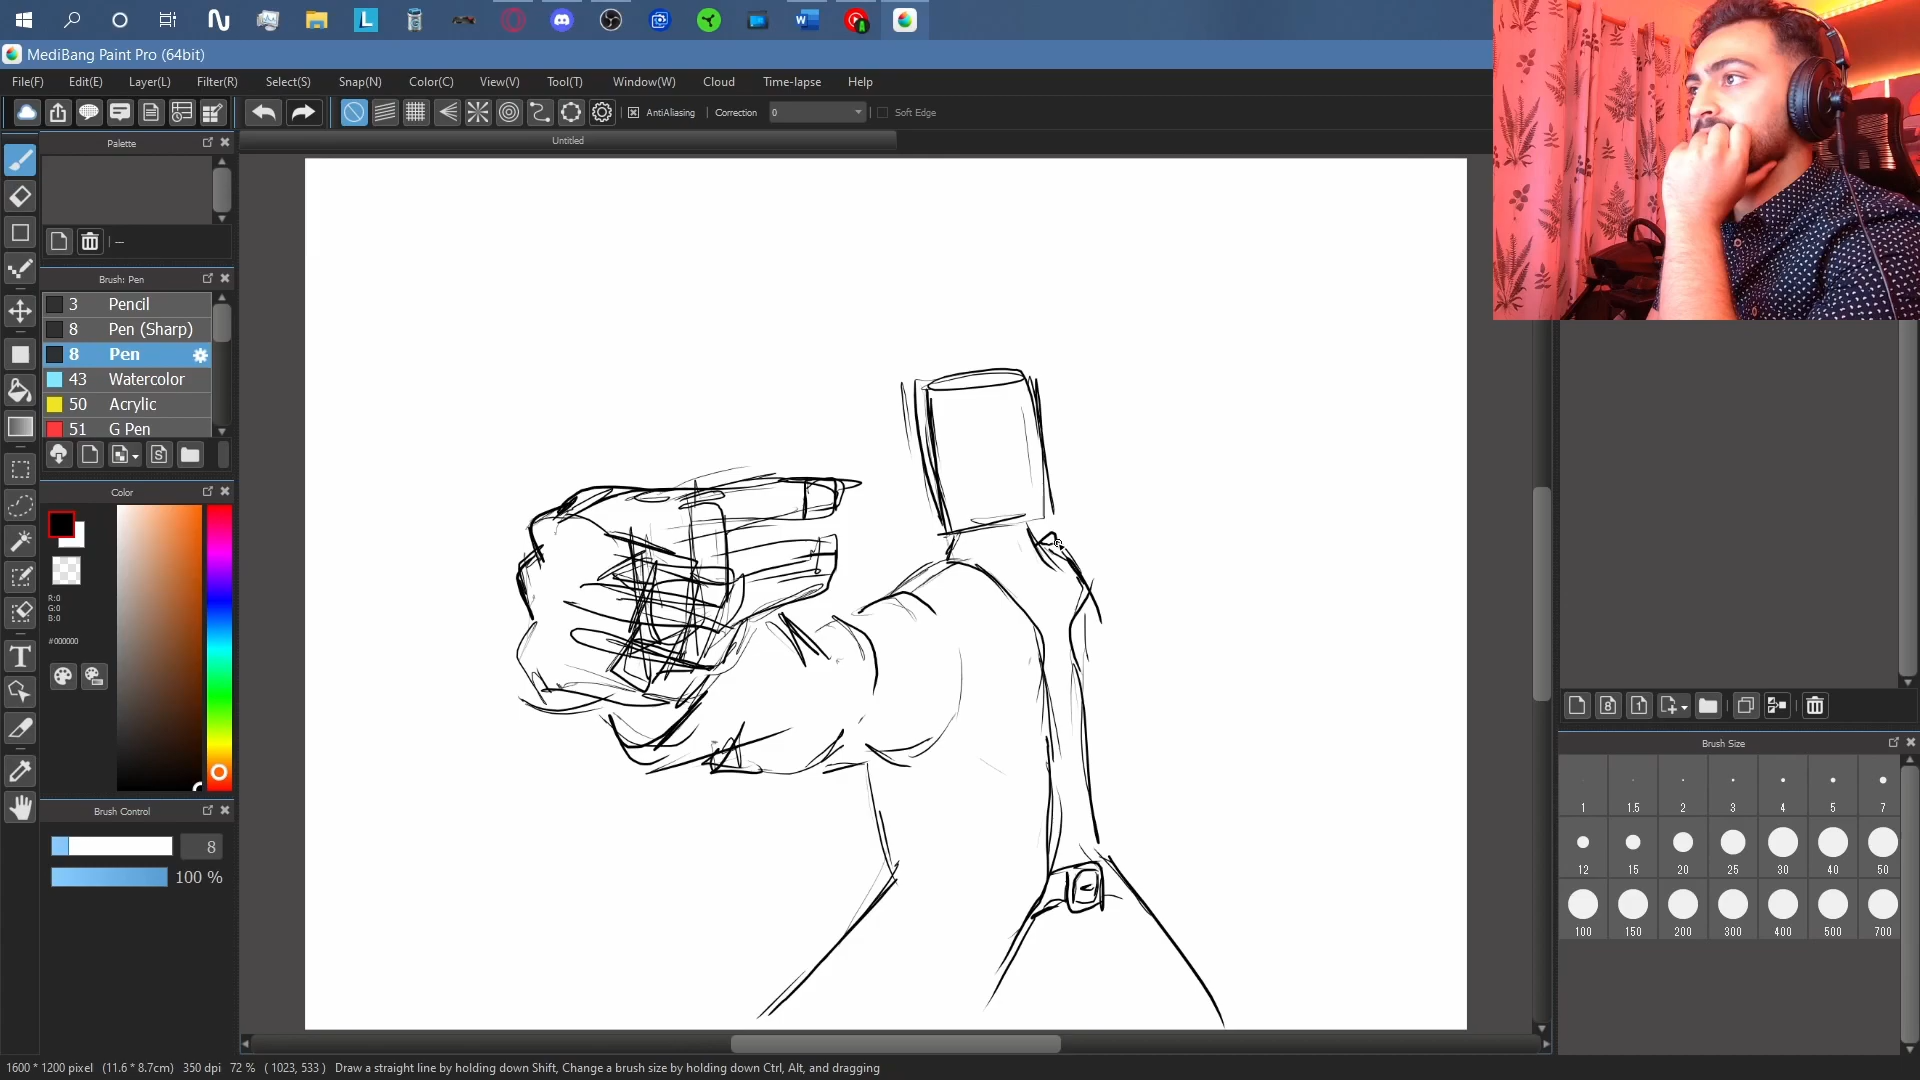 MediBang Paint Pro (64bit)
File(F) Edit(E) Layer(L) Filter(R) Select(S) Snap(N) Color(C) View(V) Tool(T) Window(W) Cloud Time-lapse Help
AntiAliasing Correction 0 Soft Edge
Palette
Untitled
--
Brush: Pen
3 Pencil
8 Pen (Sharp)
8 Pen
43 Watercolor
50 Acrylic
51 G Pen
Color
R:0
G:0
B:0
#000000
Brush Control
8
100 %
8 1
Brush Size
1 1.5 2 3 4 5 7
12 15 20 25 30 40 50
100 150 200 300 400 500 700
1600 * 1200 pixel (11.6 * 8.7cm) 350 dpi 72 % ( 1023, 533 ) Draw a straight line by holding down Shift, Change a brush size by holding down Ctrl, Alt, and dragging